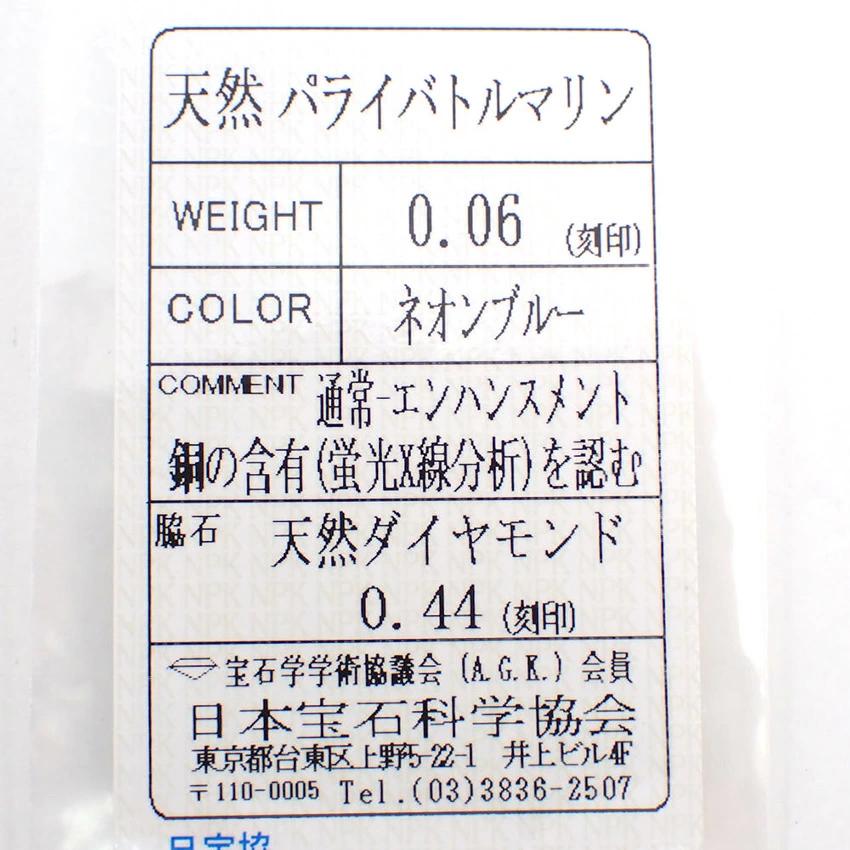 天然 パライバトルマリン
WEIGHT 0.06 (刻印)
COLOR ネオンブルー
COMMENT 通常-エンハンスメント
銅の含有(蛍光X線分析)を認む
脇石 天然ダイヤモンド
0.44 (刻印)
宝石学学術協議会 (A.G.K.) 会員
日本宝石科学協会
東京都台東区上野5-22-1 井上ビル4F
〒110-0005 Tel.(03)3836-2507